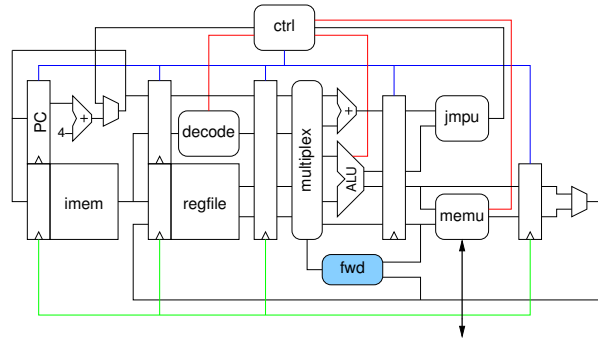 ctrl
PC
4
+
decode
multiplex
+
ALU
jmpu
imem
regfile
memu
fwd